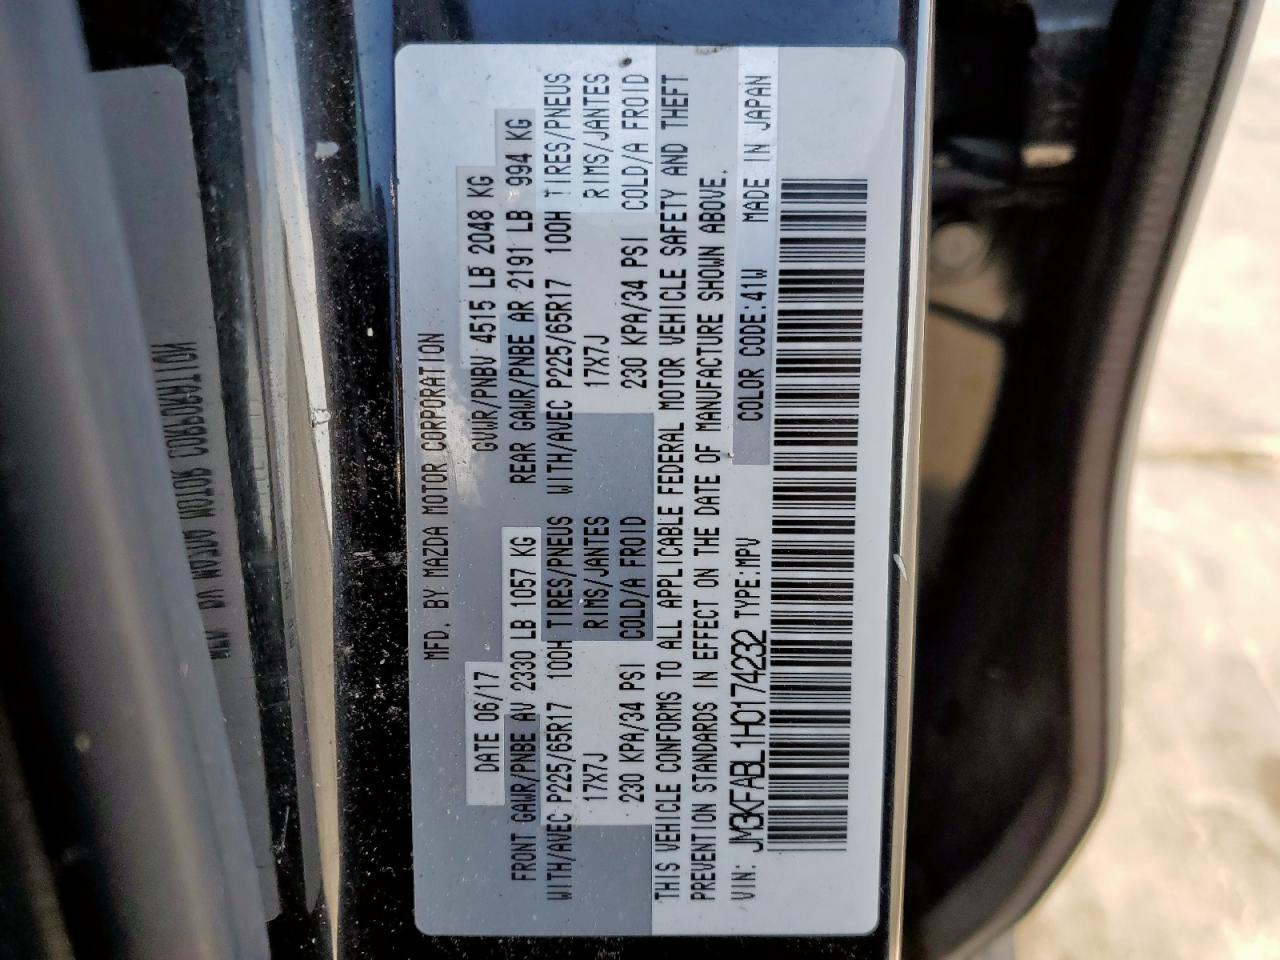 MFD. BY MAZDA MOTOR CORPORATION
DATE 06/17 GVWR/PNBV 4515 LB 2048 KG
FRONT GAWR/PNBE AV 2330 LB 1057 KG REAR GAWR/PNBE AR 2191 LB 994 KG
WITH/AVEC P225/65R17 100H TIRES/PNEUS WITH/AVEC P225/65R17 100H TIRES/PNEUS
17X7J RIMS/JANTES 17X7J RIMS/JANTES
230 KPA/34 PSI COLD/A FROID 230 KPA/34 PSI COLD/A FROID
THIS VEHICLE CONFORMS TO ALL APPLICABLE FEDERAL MOTOR VEHICLE SAFETY AND THEFT
PREVENTION STANDARDS IN EFFECT ON THE DATE OF MANUFACTURE SHOWN ABOVE.
VIN: JM3KFABL1H0174232 TYPE:MPV COLOR CODE:41W MADE IN JAPAN